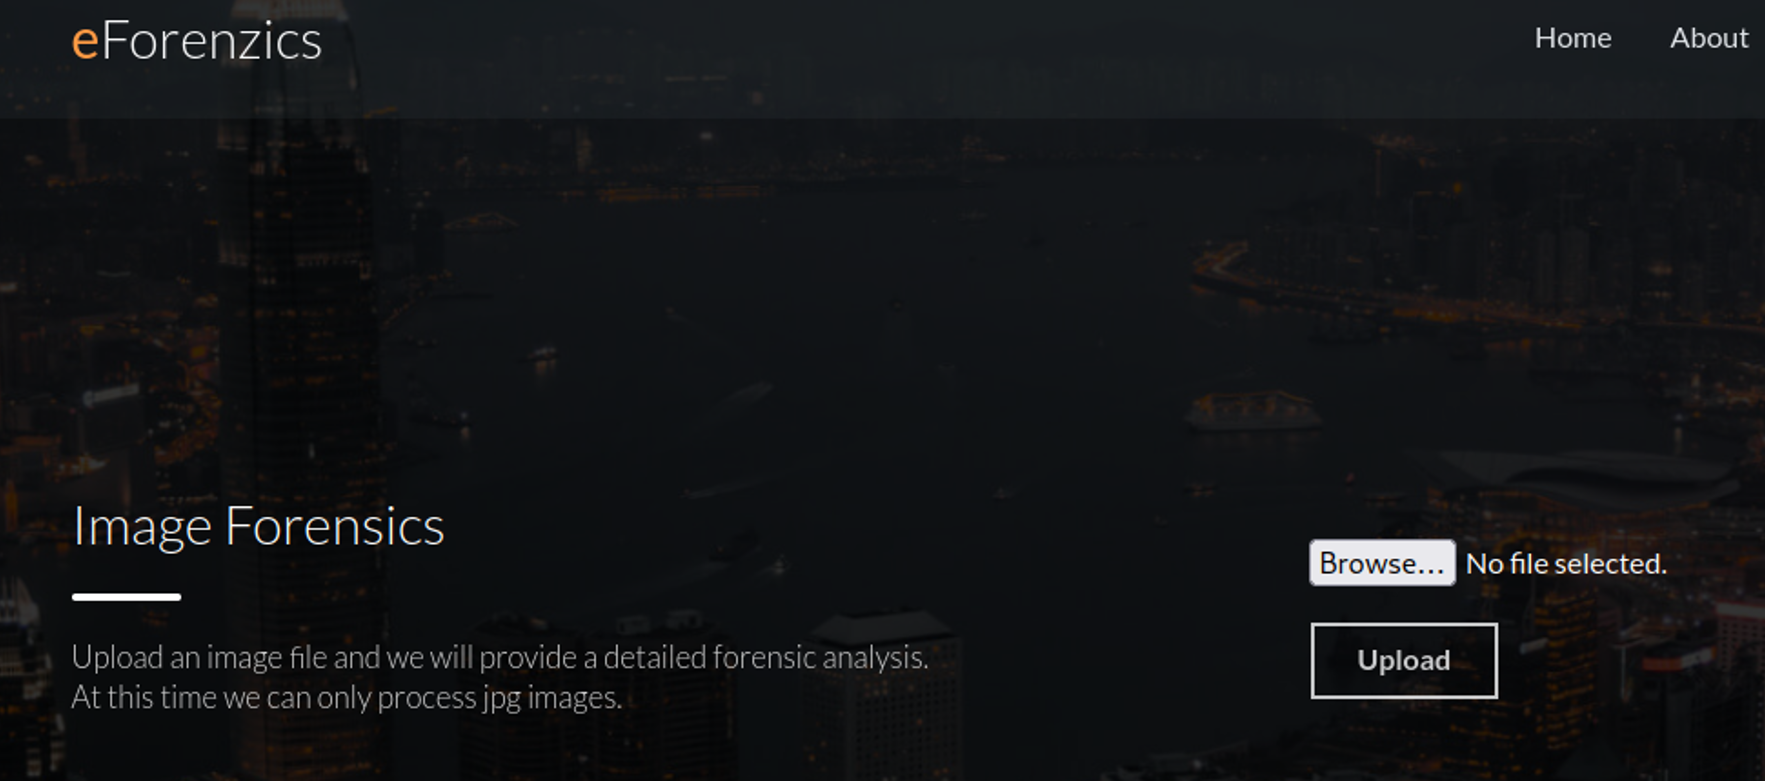 eForenzics
Home
About
Image Forensics
Browse...
No file selected.
Upload an image file and we will provide a detailed forensic analysis.
At this time we can only process jpg images.
Upload